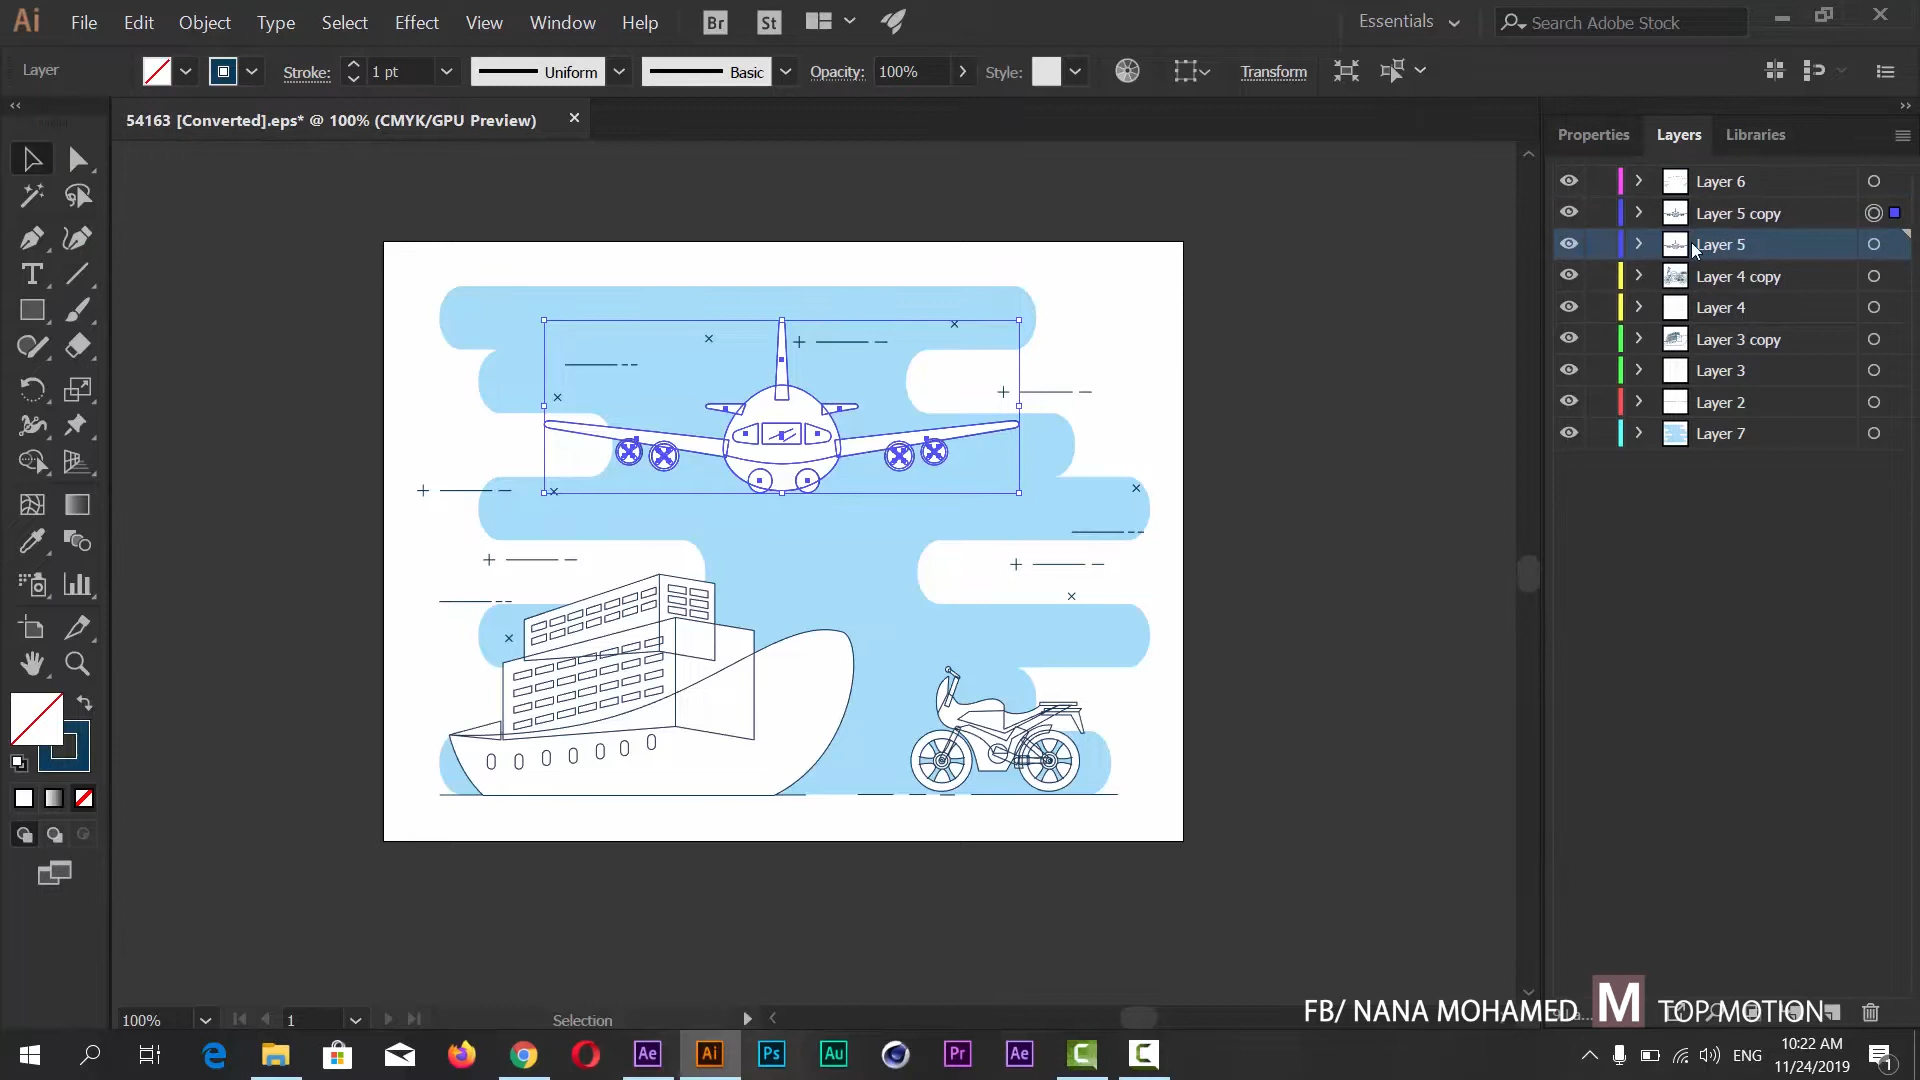 Ai File Edit Object Type Select Effect View Window Help Br St Essentials Search Adobe Stock
Layer Stroke: 1 pt Uniform Basic Opacity: 100% Style: Transform
54163 [Converted].eps* @ 100% (CMYK/GPU Preview)
Properties Layers Libraries
Layer 6
Layer 5 copy
Layer 5
Layer 4 copy
Layer 4
Layer 3 copy
Layer 3
Layer 2
Layer 7
100% 1 Selection
FB/ NANA MOHAMED M TOP MOTION
Ae Ai Ps Au Pr Ae ENG 10:22 AM
11/24/2019
1